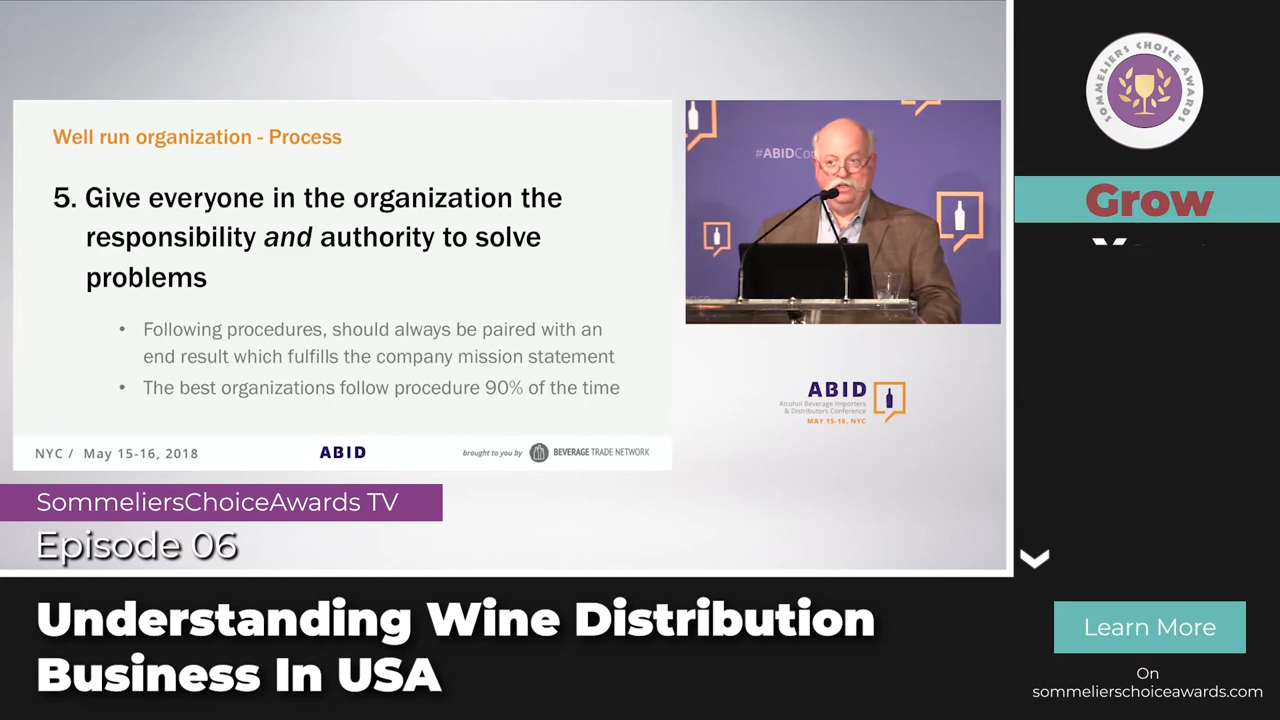 Well run organization - Process
5. Give everyone in the organization the
responsibility and authority to solve
problems
• Following procedures, should always be paired with an
end result which fulfills the company mission statement
• The best organizations follow procedure 90% of the time
NYC / May 15-16, 2018
ABID
brought to you by
BEVERAGE TRADE NETWORK
#ABIDCo
ABID
Alcohol Beverage Importers
& Distributors Conference
MAY 15-16, NYC
SommeliersChoiceAwards TV
Episode 06
Understanding Wine Distribution
Business In USA
SOMMELIERS CHOICE AWARDS
Grow
Learn More
On
sommelierschoiceawards.com